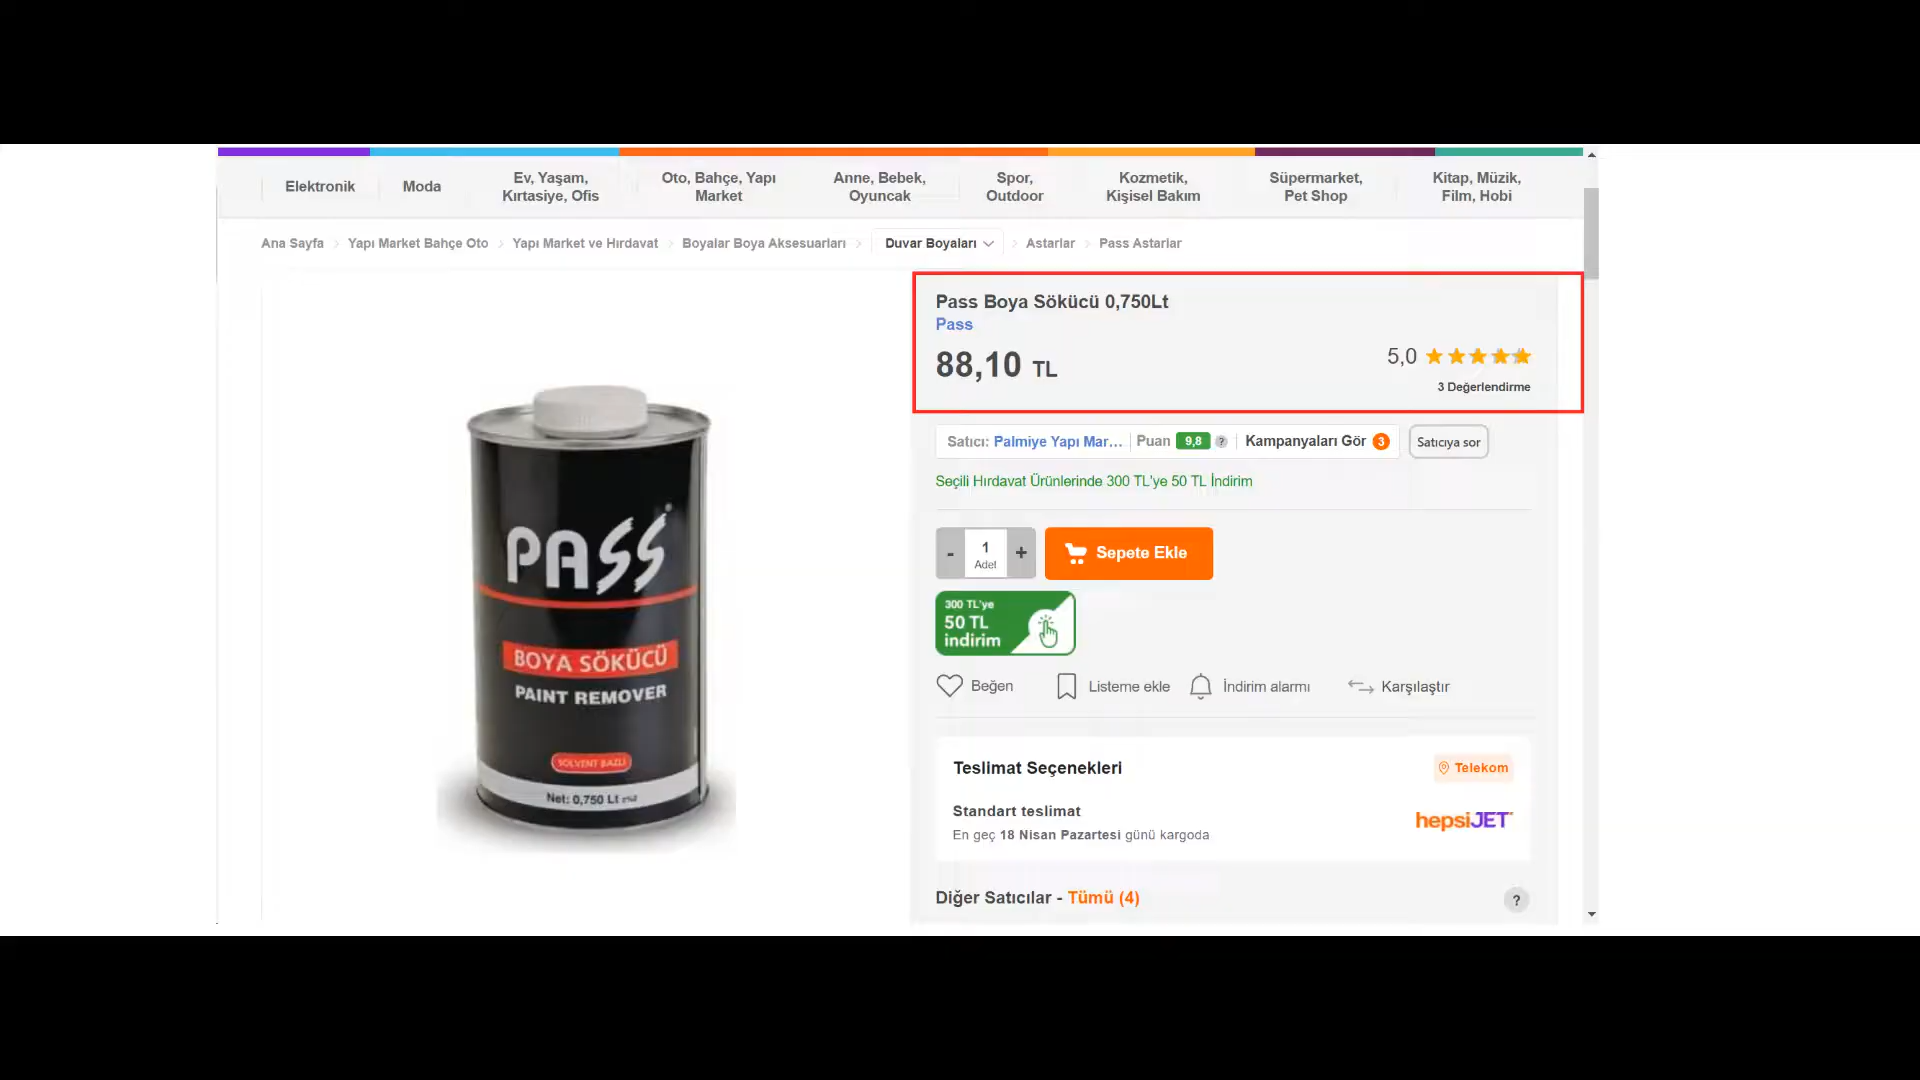 Elektronik
Moda
Ev, Yaşam,
Kırtasiye, Ofis
Oto, Bahçe, Yapı
Market
Anne, Bebek,
Oyuncak
Spor,
Outdoor
Kozmetik,
Kişisel Bakım
Süpermarket,
Pet Shop
Kitap, Müzik,
Film, Hobi
Ana Sayfa
Yapı Market Bahçe Oto
Yapı Market ve Hırdavat
Boyalar Boya Aksesuarları
Duvar Boyaları
Astarlar
Pass Astarlar
Pass Boya Sökücü 0,750Lt
Pass
88,10 TL
5,0
3 Değerlendirme
Satıcı: Palmiye Yapı Mar... Puan 9,8 ? Kampanyaları Gör 3
Satıcıya sor
Seçili Hırdavat Ürünlerinde 300 TL'ye 50 TL İndirim
- 1 +
Adet
Sepete Ekle
300 TL'ye
50 TL
indirim
Beğen
Listeme ekle
İndirim alarmı
Karşılaştır
Teslimat Seçenekleri
Telekom
Standart teslimat
En geç 18 Nisan Pazartesi günü kargoda
hepsiJET
Diğer Satıcılar - Tümü (4)
?
PASS
BOYA SÖKÜCÜ
PAINT REMOVER
SOLVENT BAZLI
Net: 0,750 Lt